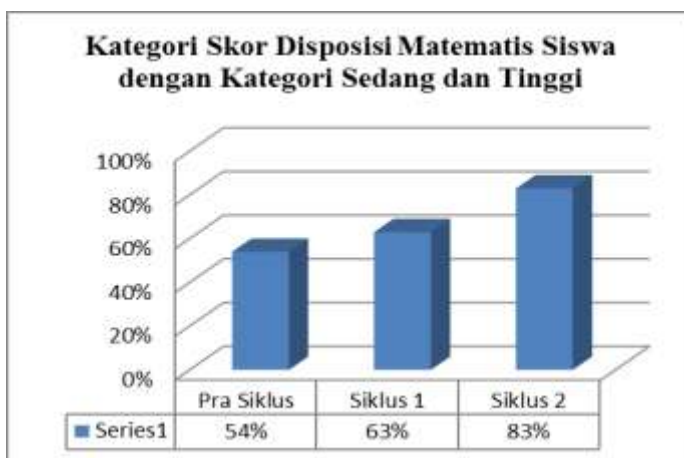 Kategori Skor Disposisi Matematis Siswa
dengan Kategori Sedang dan Tinggi
100%
80%
60%
40%
20%
0%
Pra Siklus Siklus 1 Siklus 2
Series1 54% 63% 83%